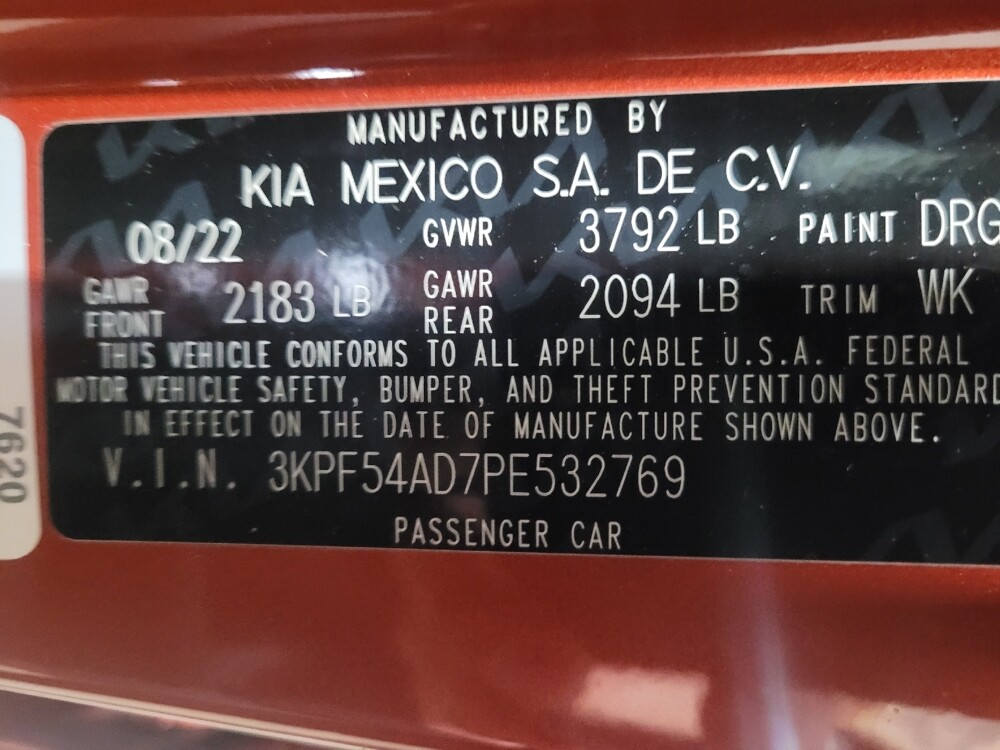 MANUFACTURED BY
KIA MEXICO S.A. DE C.V.
08/22 GVWR 3792 LB PAINT DRG
GAWR FRONT 2183 LB GAWR REAR 2094 LB TRIM WK
THIS VEHICLE CONFORMS TO ALL APPLICABLE U.S.A. FEDERAL
MOTOR VEHICLE SAFETY, BUMPER, AND THEFT PREVENTION STANDARD
IN EFFECT ON THE DATE OF MANUFACTURE SHOWN ABOVE.
V.I.N. 3KPF54AD7PE532769
PASSENGER CAR
7620